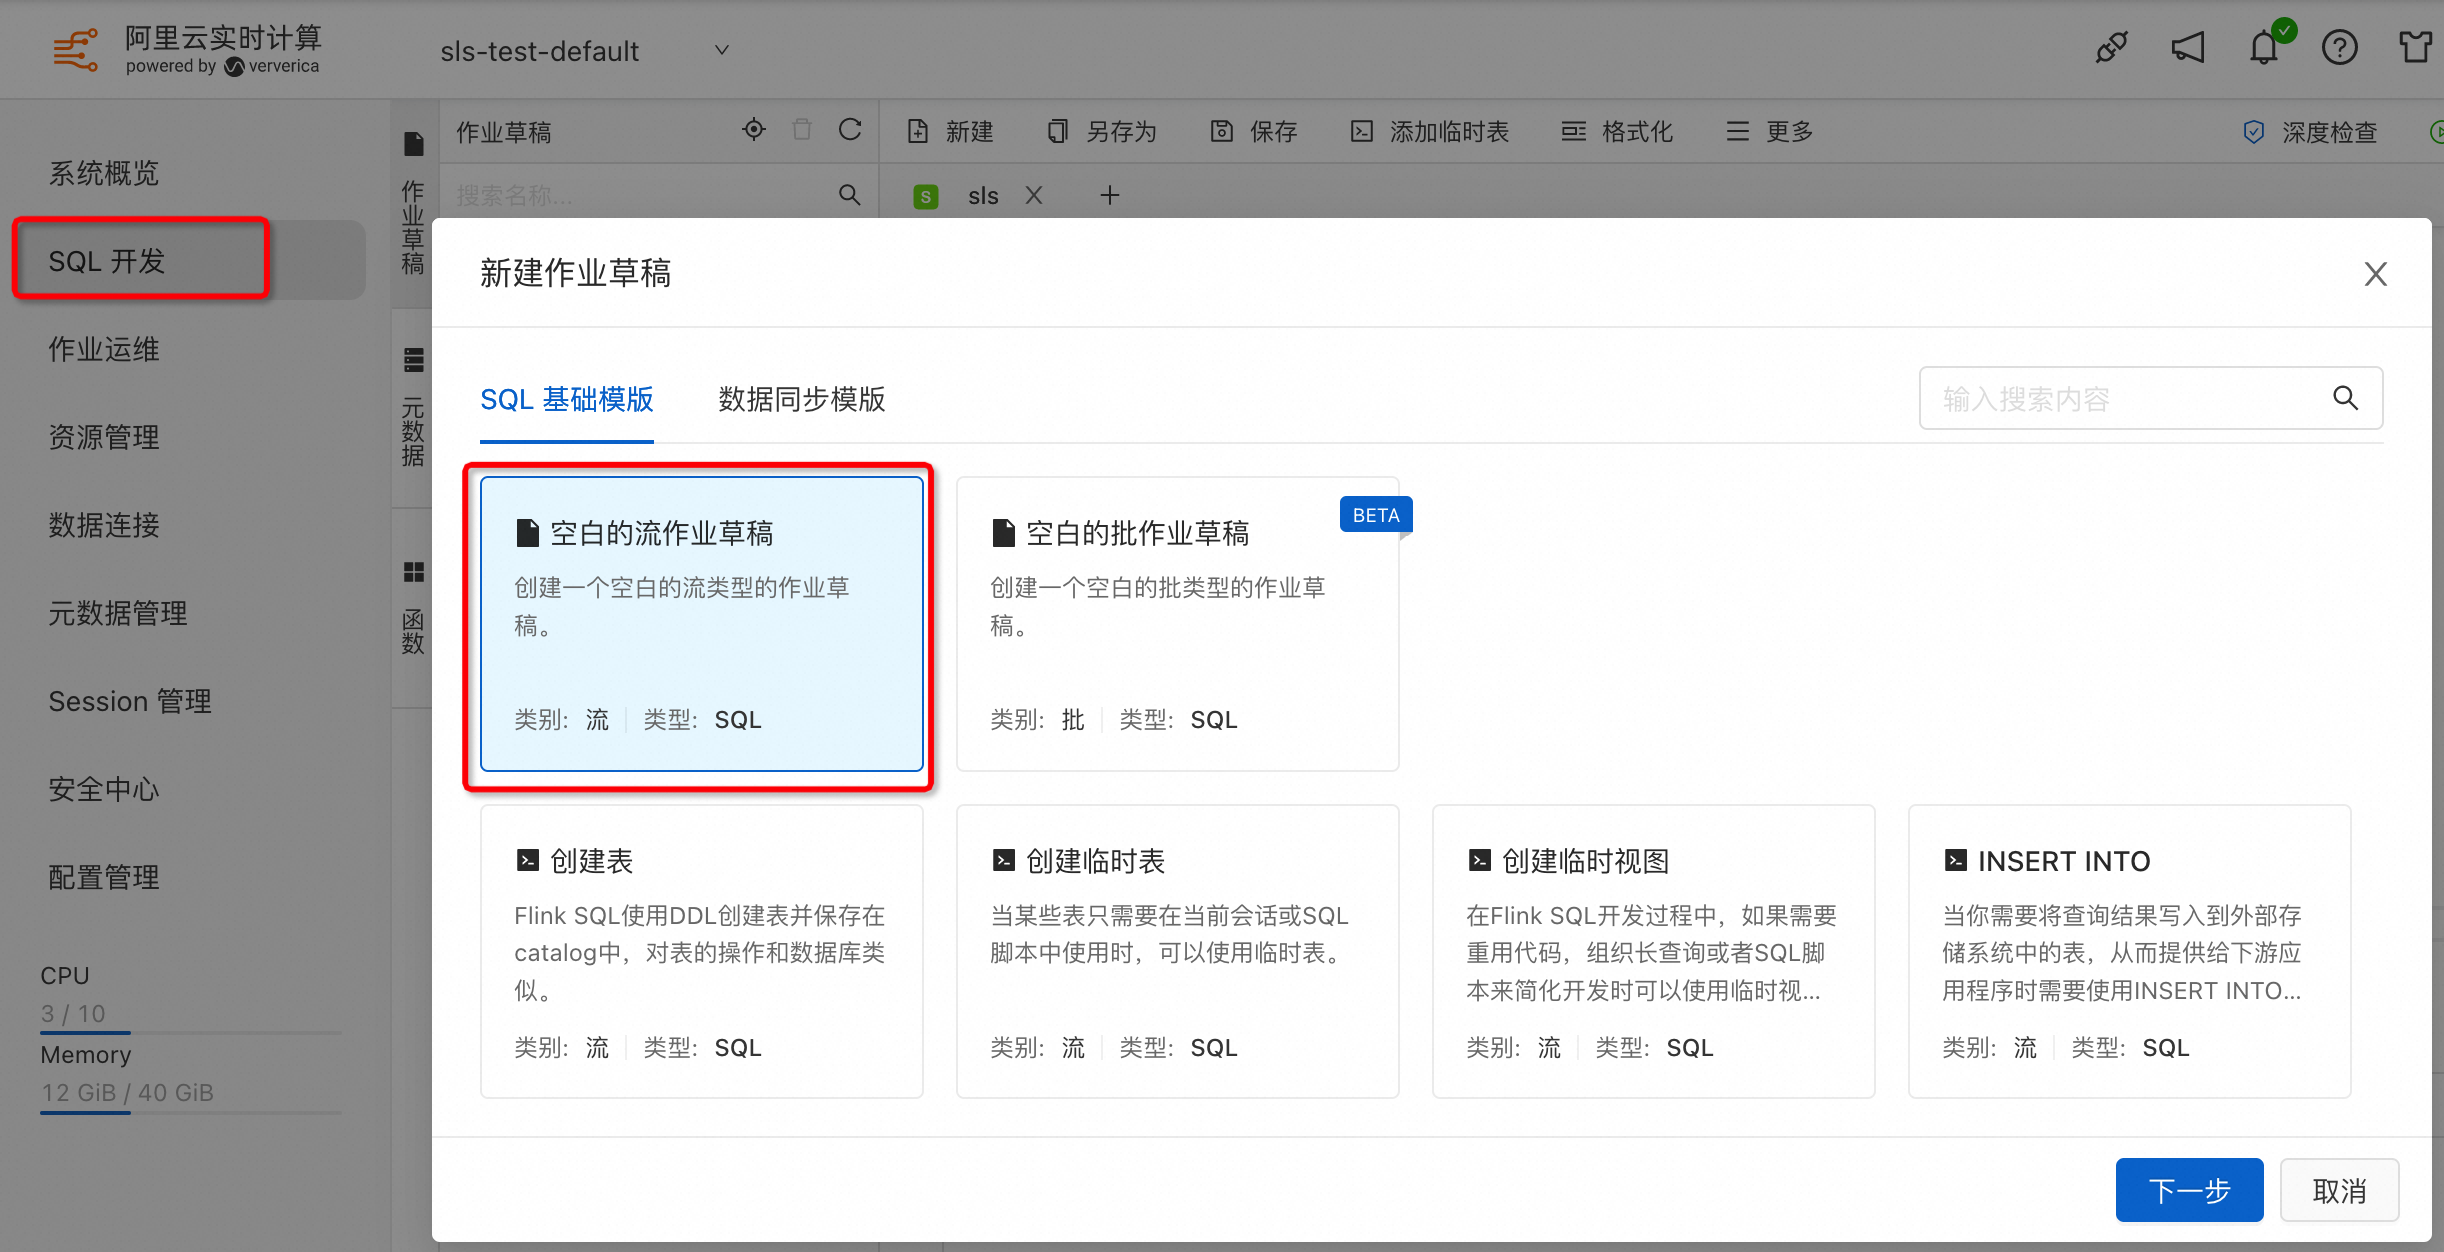 阿里云实时计算
powered by ververica
sls-test-default
系统概览
SQL 开发
作业运维
资源管理
数据连接
元数据管理
Session 管理
安全中心
配置管理
CPU
3 / 10
Memory
12 GiB / 40 GiB
作业草稿
元数据
函数
作业草稿
搜索名称...
新建
另存为
保存
添加临时表
格式化
更多
深度检查
S
sls
新建作业草稿
SQL 基础模版
数据同步模版
输入搜索内容
空白的流作业草稿
创建一个空白的流类型的作业草
稿。
类别: 流 类型: SQL
空白的批作业草稿
BETA
创建一个空白的批类型的作业草
稿。
类别: 批 类型: SQL
创建表
Flink SQL使用DDL创建表并保存在
catalog中，对表的操作和数据库类
似。
类别: 流 类型: SQL
创建临时表
当某些表只需要在当前会话或SQL
脚本中使用时，可以使用临时表。
类别: 流 类型: SQL
创建临时视图
在Flink SQL开发过程中，如果需要
重用代码，组织长查询或者SQL脚
本来简化开发时可以使用临时视...
类别: 流 类型: SQL
INSERT INTO
当你需要将查询结果写入到外部存
储系统中的表，从而提供给下游应
用程序时需要使用INSERT INTO...
类别: 流 类型: SQL
下一步
取消